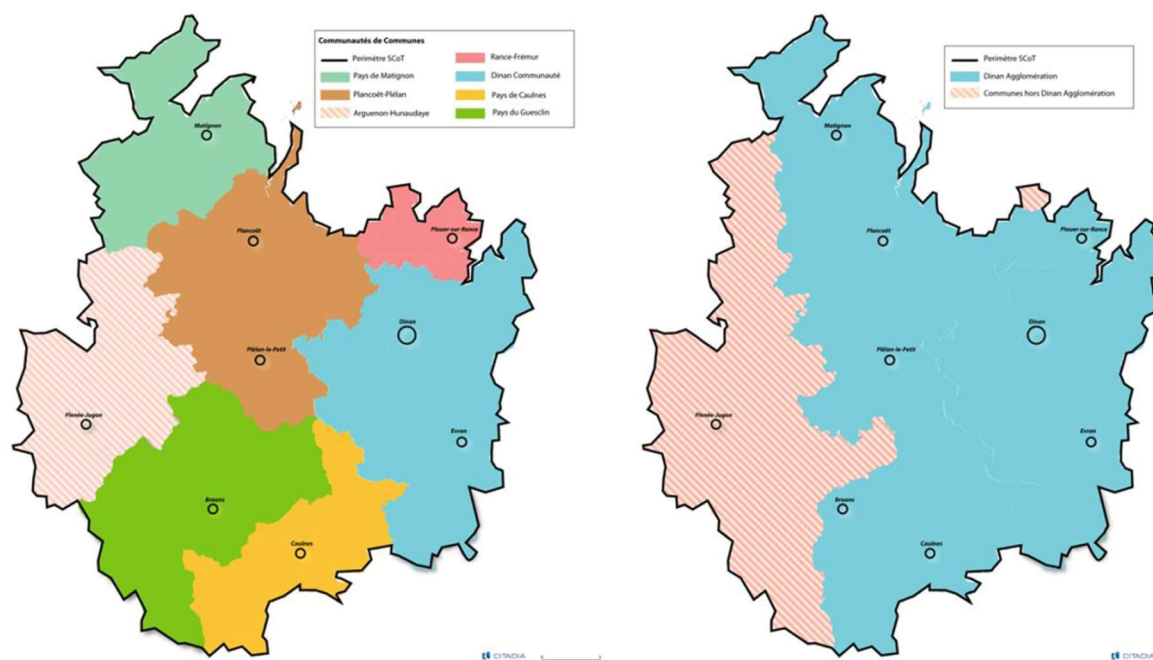 Communautés de Communes
Perimètre SCoT
Pays de Matignon
Plancoët-Plélan
Arguenon-Hunaudaye
Rance-Frémur
Dinan Communauté
Pays de Caulnes
Pays du Guesclin
Matignon
Plancoët
Plouer-sur-Rance
Dinan
Plélan-le-Petit
Plenée-Jugon
Evran
Broons
Caulnes
CITADIA
Perimètre SCoT
Dinan Agglomération
Communes hors Dinan Agglomération
Matignon
Plancoët
Plouer-sur-Rance
Dinan
Plélan-le-Petit
Plenée-Jugon
Evran
Broons
Caulnes
CITADIA